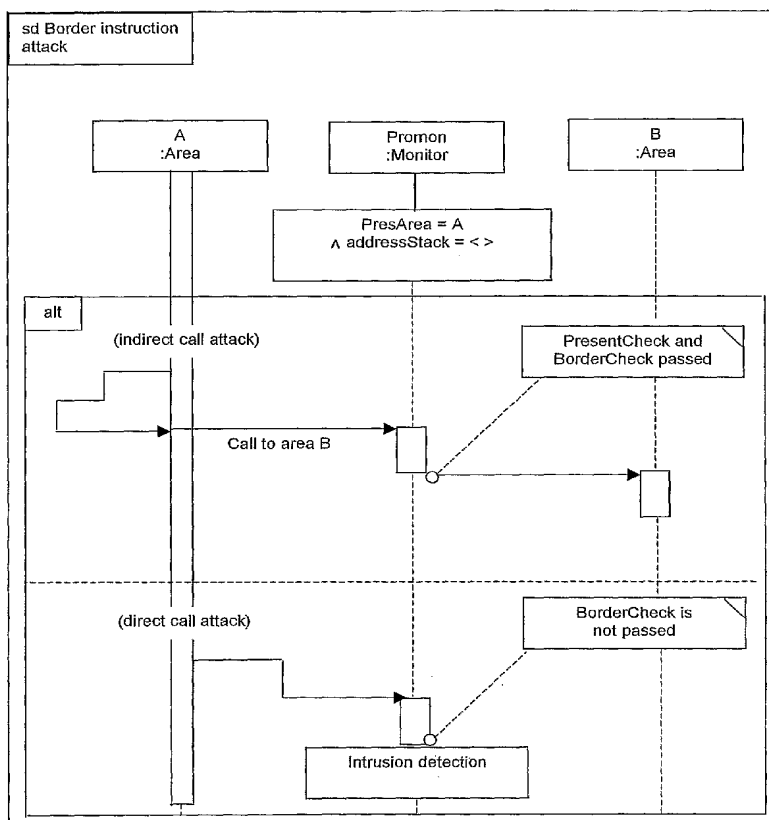 sd Border instruction
attack
A
:Area
Promon
:Monitor
B
:Area
PresArea = A
∧ addressStack = < >
alt
(indirect call attack)
PresentCheck and
BorderCheck passed
Call to area B
(direct call attack)
BorderCheck is
not passed
Intrusion detection